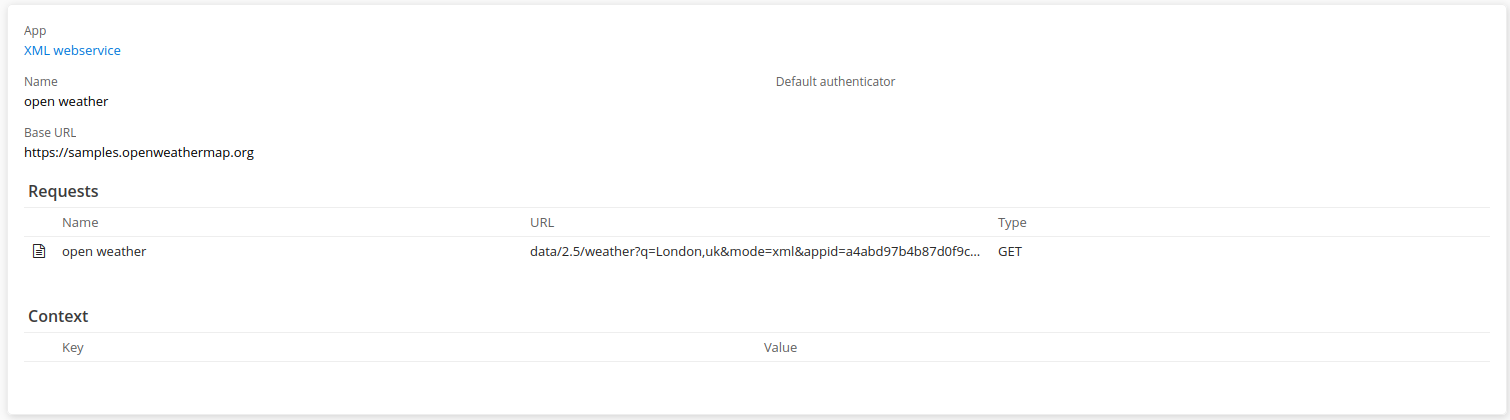 App
XML webservice
Name
Default authenticator
open weather
Base URL
https://samples.openweathermap.org
Requests
Name URL Type
open weather data/2.5/weather?q=London,uk&mode=xml&appid=a4abd97b4b87d0f9c... GET
Context
Key Value